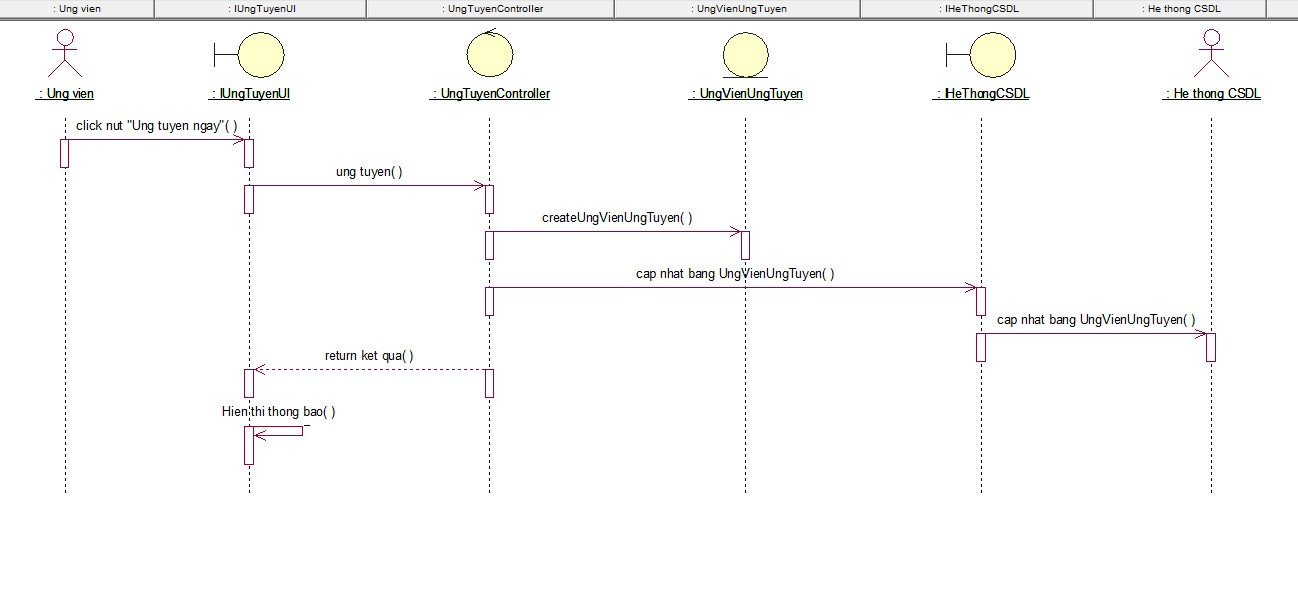 : Ung vien
: IUngTuyenUI
: UngTuyenController
: UngVienUngTuyen
: IHeThongCSDL
: He thong CSDL
: Ung vien
: IUngTuyenUI
: UngTuyenController
: UngVienUngTuyen
: IHeThongCSDL
: He thong CSDL
click nut "Ung tuyen ngay"( )
ung tuyen( )
createUngVienUngTuyen( )
cap nhat bang UngVienUngTuyen( )
cap nhat bang UngVienUngTuyen( )
return ket qua( )
Hien thi thong bao( )